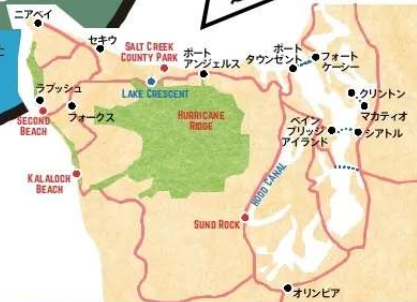 ニアベイ
セキウ
SALT CREEK
COUNTY PARK
ポート
アンジェルス
ポート
タウンゼント
フォート
ケーシー
ラプッシュ
LAKE CRESCENT
クリントン
SECOND
BEACH
フォークス
HURRICANE
RIDGE
マカティオ
ベイン
ブリッジ
アイランド
シアトル
KALALOCH
BEACH
HOOD CANAL
SUND ROCK
オリンピア